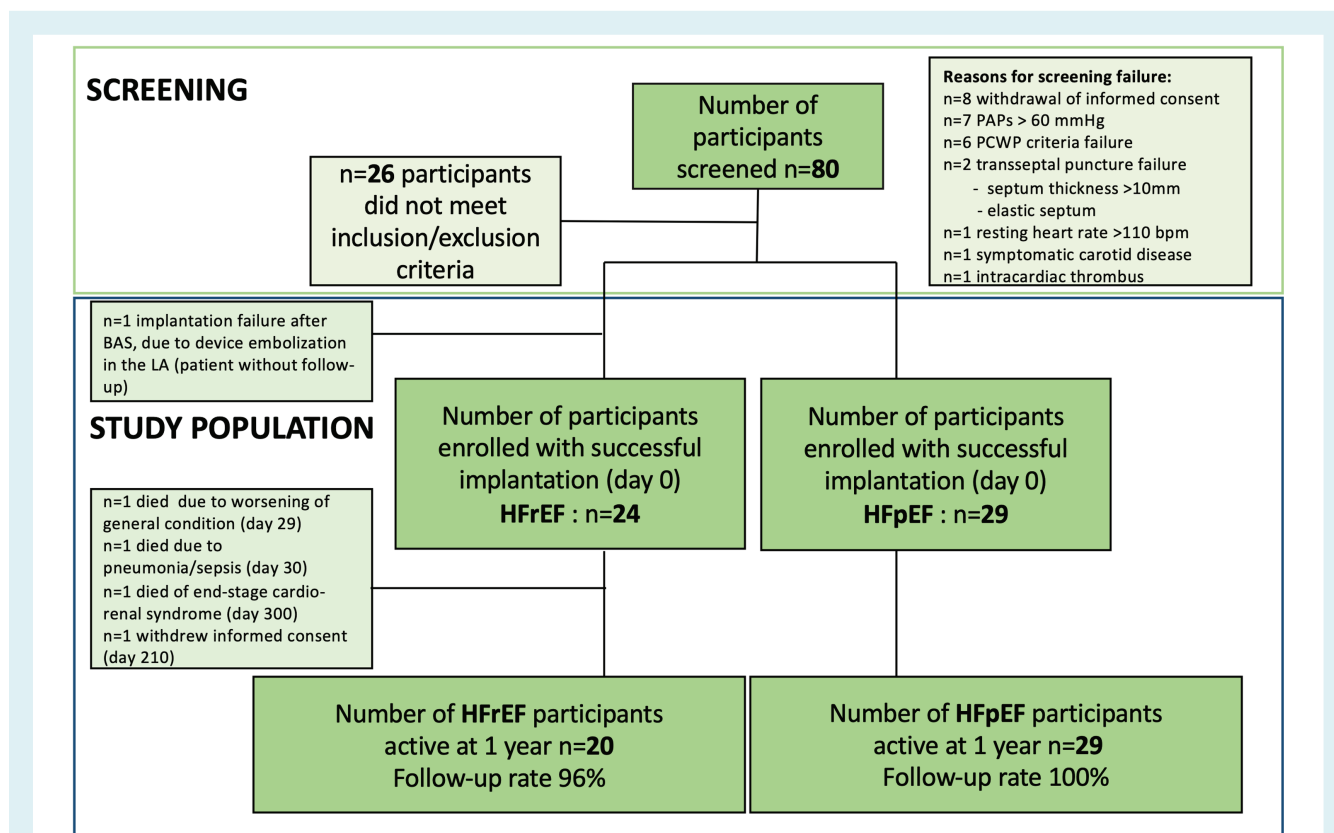 SCREENING
Number of
participants
screened n=80
Reasons for screening failure:
n=8 withdrawal of informed consent
n=7 PAPs > 60 mmHg
n=6 PCWP criteria failure
n=2 transseptal puncture failure
- septum thickness >10mm
- elastic septum
n=1 resting heart rate >110 bpm
n=1 symptomatic carotid disease
n=1 intracardiac thrombus
n=26 participants
did not meet
inclusion/exclusion
criteria
n=1 implantation failure after
BAS, due to device embolization
in the LA (patient without follow-
up)
STUDY POPULATION
Number of participants
enrolled with successful
implantation (day 0)
HFrEF : n=24
Number of participants
enrolled with successful
implantation (day 0)
HFpEF : n=29
n=1 died due to worsening of
general condition (day 29)
n=1 died due to
pneumonia/sepsis (day 30)
n=1 died of end-stage cardio-
renal syndrome (day 300)
n=1 withdrew informed consent
(day 210)
Number of HFrEF participants
active at 1 year n=20
Follow-up rate 96%
Number of HFpEF participants
active at 1 year n=29
Follow-up rate 100%